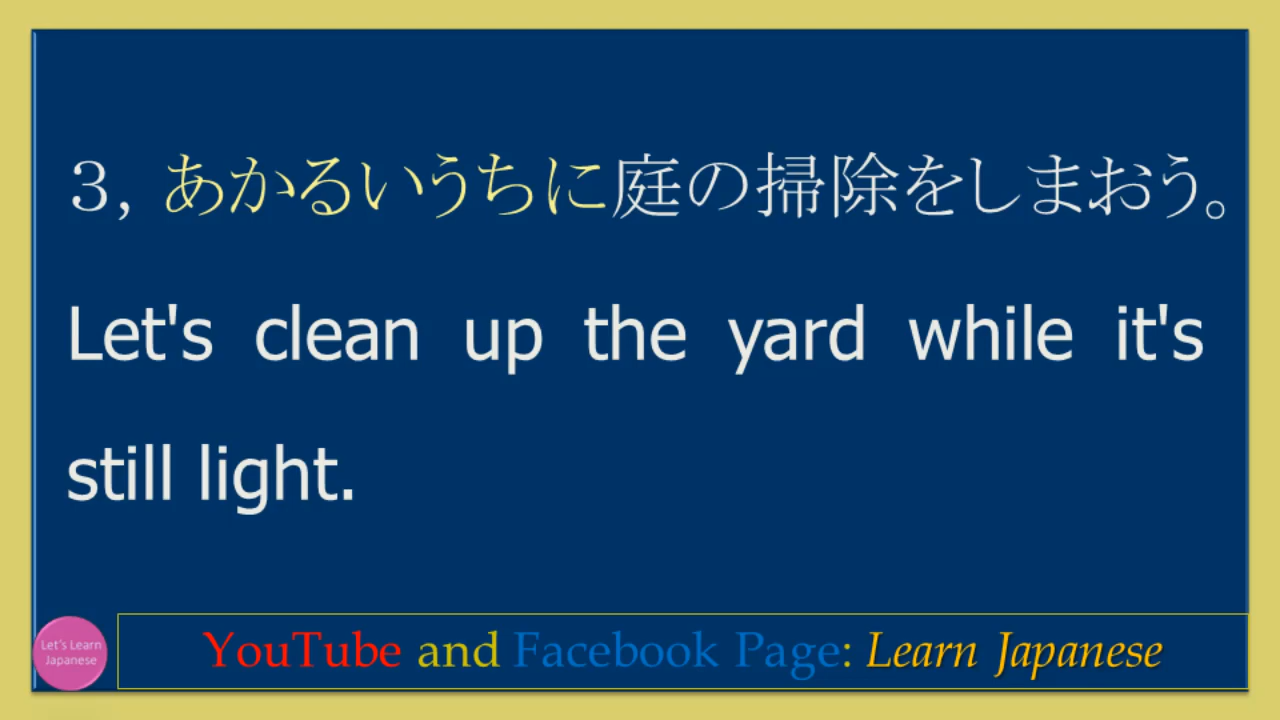 ３, あかるいうちに庭の掃除をしまおう。
Let's clean up the yard while it's
still light.
Let's Learn
Japanese
YouTube and Facebook Page: Learn Japanese